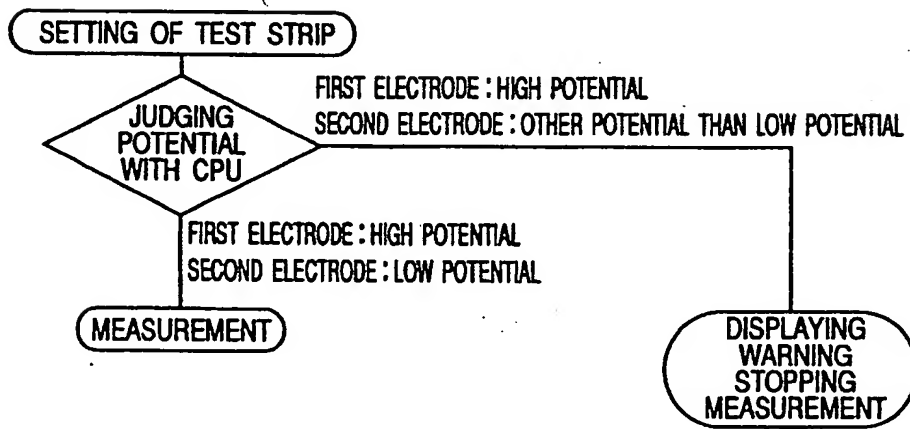 SETTING OF TEST STRIP
FIRST ELECTRODE : HIGH POTENTIAL
SECOND ELECTRODE : OTHER POTENTIAL THAN LOW POTENTIAL
JUDGING
POTENTIAL
WITH CPU
FIRST ELECTRODE : HIGH POTENTIAL
SECOND ELECTRODE : LOW POTENTIAL
MEASUREMENT
DISPLAYING
WARNING
STOPPING
MEASUREMENT